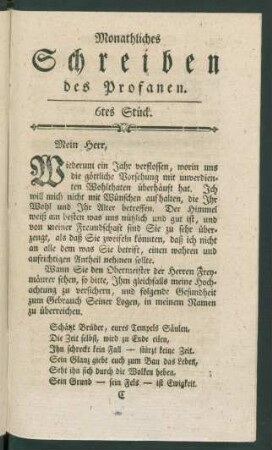 Monathliches
Schreiben
des Profanen.
6tes Stück.
Mein Herr,
Wiederum ein Jahr verflossen, worin uns
die göttliche Vorsehung mit unverdien-
ten Wohlthaten überhäuft hat. Ich
will mich nicht mit Wünschen aufhalten, die Ihr
Wohl und Ihr Alter betreffen. Der Himmel
weiß am besten was uns nützlich und gut ist, und
von meiner Freundschaft sind Sie zu sehr über-
zeugt, als daß Sie zweifeln könnten, daß ich nicht
an alle dem was Sie betrift, einen wahren und
aufrichtigen Antheil nehmen sollte.
Wann Sie den Obermeister der Herren Frey-
mäurer sehen, so bitte, Ihm gleichfalls meine Hoch-
achtung zu versichern, und folgende Gesundheit
zum Gebrauch Seiner Logen, in meinem Namen
zu überreichen.
Schätzt Brüder, eures Tempels Säulen,
Die Zeit selbst, wird zu Ende eilen,
Ihn schreckt kein Fall — stürzt keine Zeit.
Sein Glanz giebt euch zum Bau das Leben,
Seht ihn sich durch die Wolken heben,
Sein Grund — sein Fels — ist Ewigkeit.
C